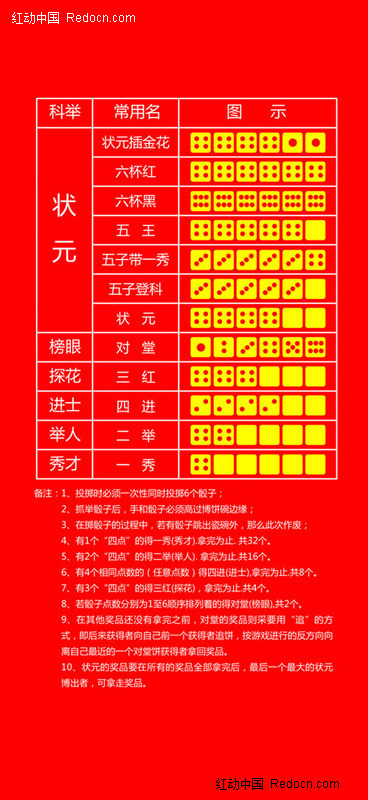 红动中国 Redocn.com
科举 常用名 图 示
状元 状元插金花
六杯红
六杯黑
五 王
五子带一秀
五子登科
状 元
榜眼 对 堂
探花 三 红
进士 四 进
举人 二 举
秀才 一 秀
备注：1、投掷时必须一次性同时投掷6个骰子；
2、抓举骰子后，手和骰子必须高过博饼碗边缘；
3、在掷骰子的过程中，若有骰子跳出瓷碗外，那么此次作废；
4、有1个“四点”的得一秀(秀才).拿完为止. 共32个。
5、有2个“四点”的得二举(举人). 拿完为止.共16个。
6、有4个相同点数的（任意点数）得四进(进士),拿完为止.共8个。
7、有3个“四点”的得三红(探花)，拿完为止.共4个。
8、若骰子点数分别为1至6顺序排列着的得对堂(榜眼),共2个。
9、在其他奖品还没有拿完之前，对堂的奖品则采用“追”的方
式，即后来获得者向自己前一个获得者追饼，按游戏进行的反方向向
离自己最近的一个对堂饼获得者拿回奖品。
10、状元的奖品要在所有的奖品全部拿完后，最后一个最大的状元
博出者，可拿走奖品。
红动中国 Redocn.com